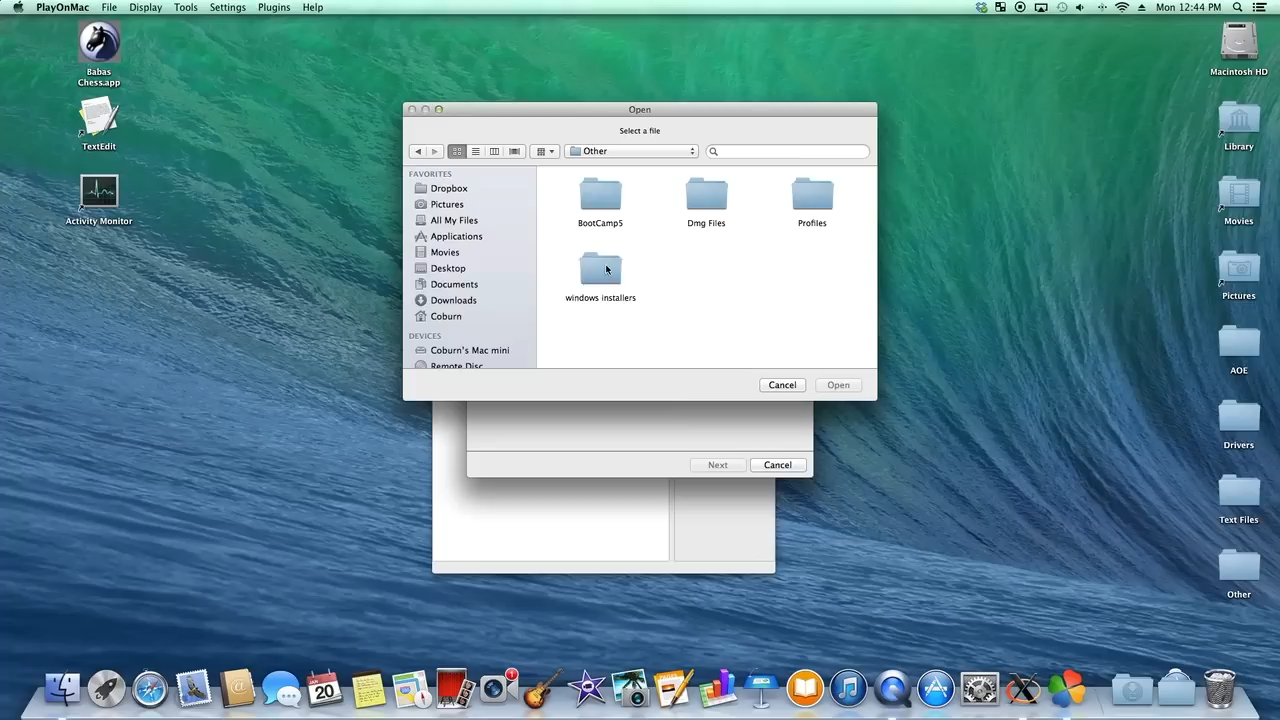 PlayOnMac File Display Tools Settings Plugins Help
Mon 12:44 PM
Babas
Chess.app
TextEdit
Activity Monitor
Open
Select a file
Other
FAVORITES
Dropbox
Pictures
All My Files
Applications
Movies
Desktop
Documents
Downloads
Coburn
DEVICES
Coburn's Mac mini
Remote Disc
BootCamp5
Dmg Files
Profiles
windows installers
Cancel
Open
Next
Cancel
Macintosh HD
Library
Movies
Pictures
AOE
Drivers
Text Files
Other
20
1